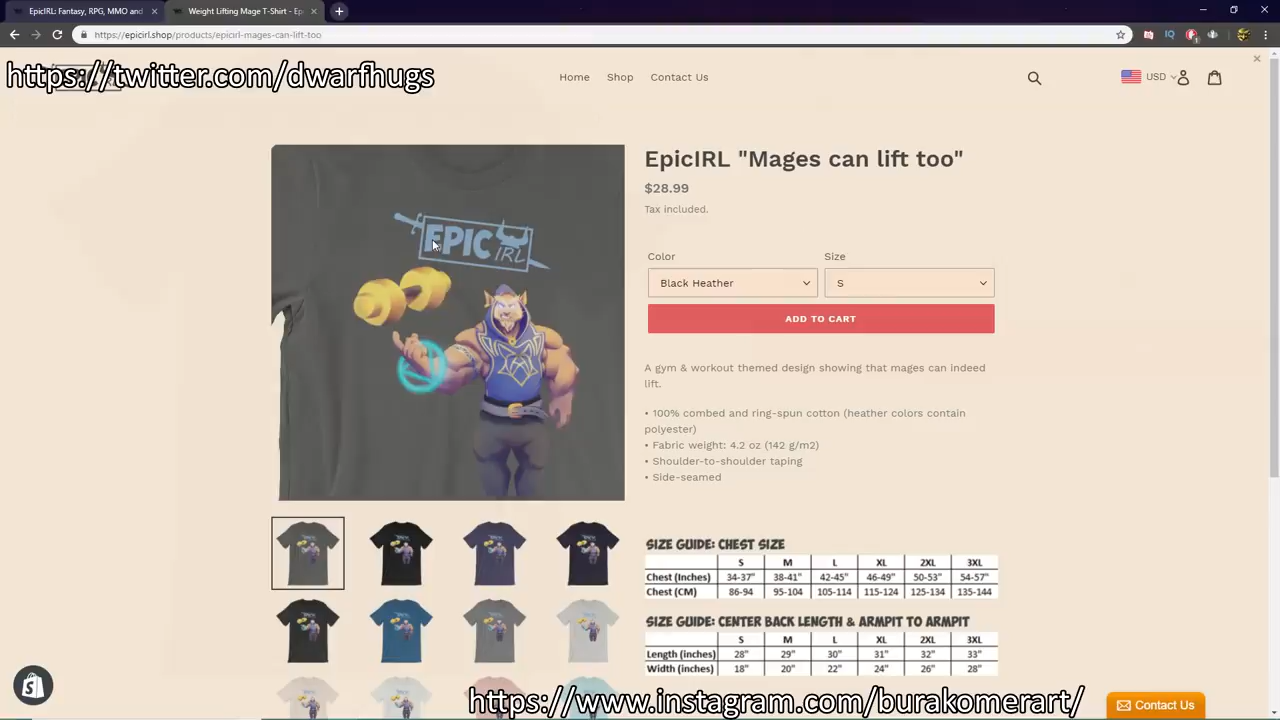 EpicIRL: Fantasy, RPG, MMO and
Weight Lifting Mage T-Shirt - Ep
https://epicirl.shop/products/epicirl-mages-can-lift-too
https://twitter.com/dwarfhugs
Home Shop Contact Us
USD
EPIC IRL
EpicIRL "Mages can lift too"
$28.99
Tax included.
Color Size
Black Heather S
ADD TO CART
A gym & workout themed design showing that mages can indeed
lift.
• 100% combed and ring-spun cotton (heather colors contain
polyester)
• Fabric weight: 4.2 oz (142 g/m2)
• Shoulder-to-shoulder taping
• Side-seamed
SIZE GUIDE: CHEST SIZE
S M L XL 2XL 3XL
Chest (Inches) 34-37" 38-41" 42-45" 46-49" 50-53" 54-57"
Chest (CM) 86-94 95-104 105-114 115-124 125-134 135-144
SIZE GUIDE: CENTER BACK LENGTH & ARMPIT TO ARMPIT
S M L XL 2XL 3XL
Length (inches) 28" 29" 30" 31" 32" 33"
Width (inches) 18" 20" 22" 24" 26" 28"
https://www.instagram.com/burakomerart/
Contact Us